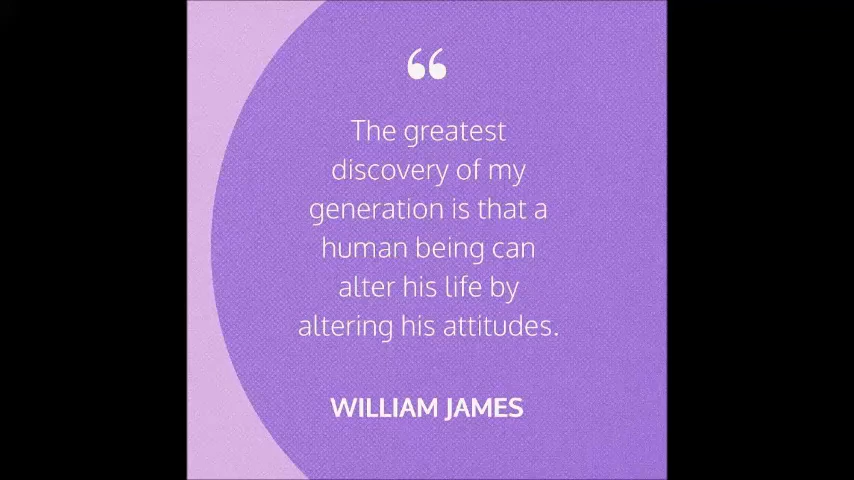 “
The greatest
discovery of my
generation is that a
human being can
alter his life by
altering his attitudes.
WILLIAM JAMES